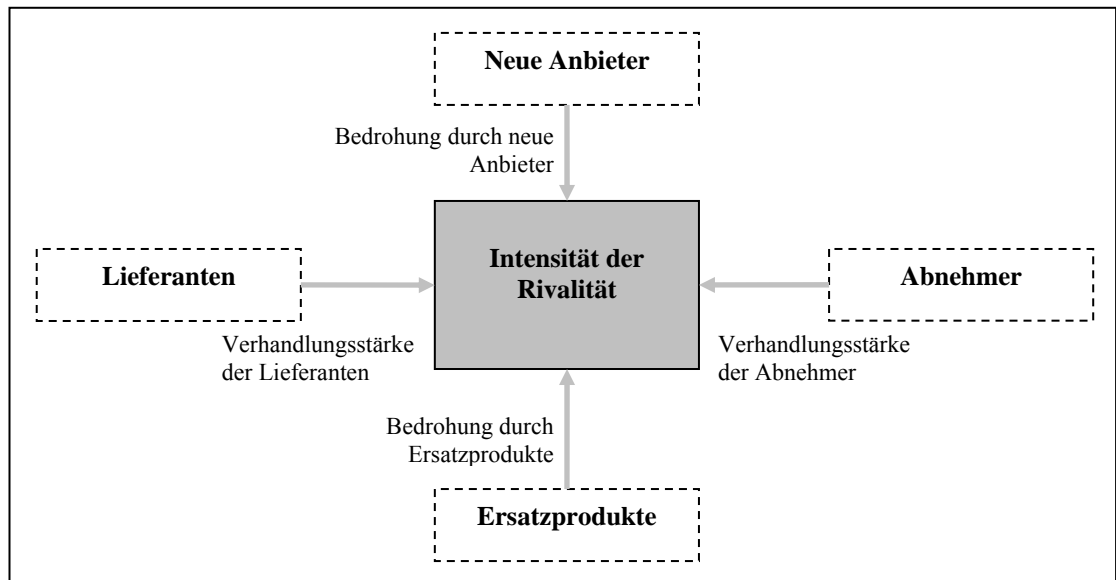 Neue Anbieter
Bedrohung durch neue
Anbieter
Lieferanten
Intensität der
Rivalität
Abnehmer
Verhandlungsstärke
der Lieferanten
Verhandlungsstärke
der Abnehmer
Bedrohung durch
Ersatzprodukte
Ersatzprodukte